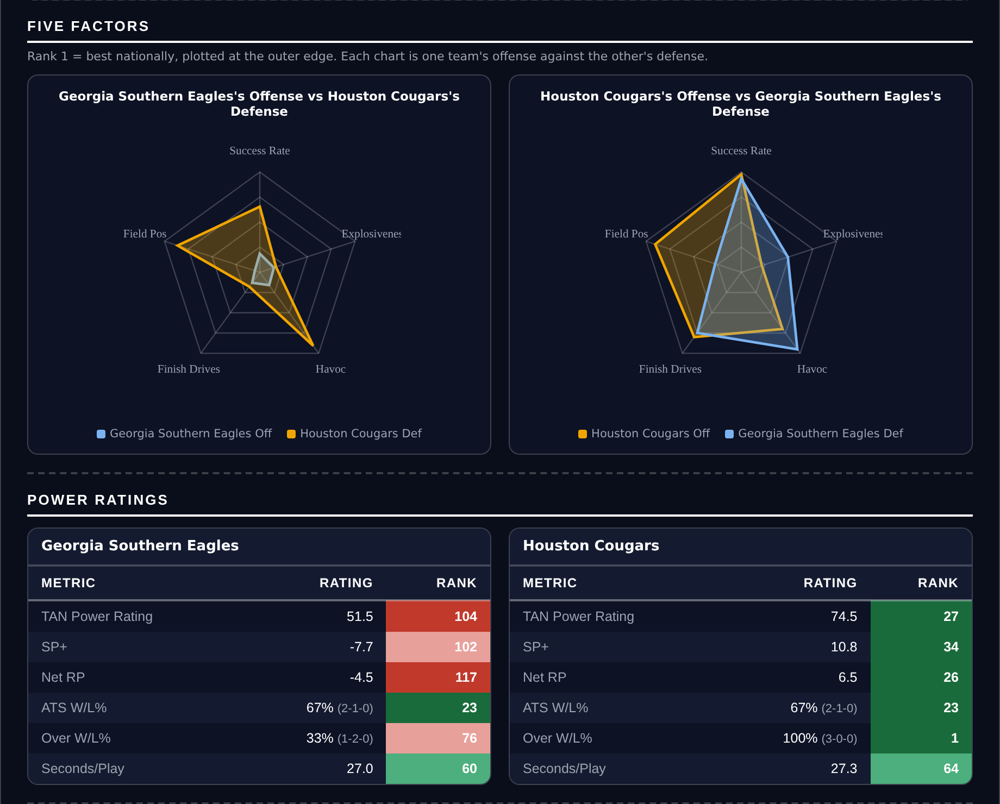 FIVE FACTORS
Rank 1 = best nationally, plotted at the outer edge. Each chart is one team's offense against the other's defense.
Georgia Southern Eagles's Offense vs Houston Cougars's
Defense
Success Rate
Field Pos
Explosivenes
Finish Drives
Havoc
Georgia Southern Eagles Off
Houston Cougars Def
Houston Cougars's Offense vs Georgia Southern Eagles's
Defense
Success Rate
Field Pos
Explosivenes
Finish Drives
Havoc
Houston Cougars Off
Georgia Southern Eagles Def
POWER RATINGS
Georgia Southern Eagles
METRIC RATING RANK
TAN Power Rating 51.5 104
SP+ -7.7 102
Net RP -4.5 117
ATS W/L% 67% (2-1-0) 23
Over W/L% 33% (1-2-0) 76
Seconds/Play 27.0 60
Houston Cougars
METRIC RATING RANK
TAN Power Rating 74.5 27
SP+ 10.8 34
Net RP 6.5 26
ATS W/L% 67% (2-1-0) 23
Over W/L% 100% (3-0-0) 1
Seconds/Play 27.3 64